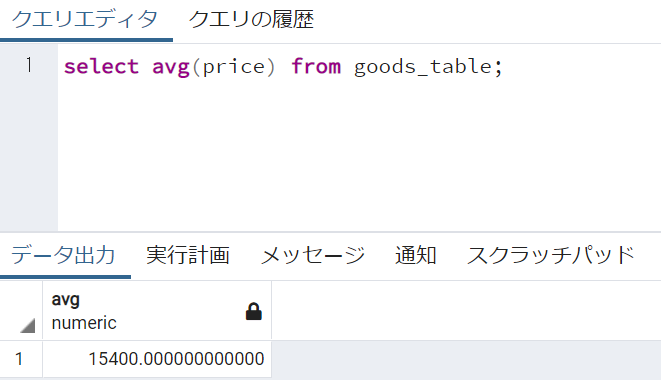 クエリエディタ クエリの履歴
1 select avg(price) from goods_table;
データ出力 実行計画 メッセージ 通知 スクラッチパッド
avg
numeric
1 15400.000000000000